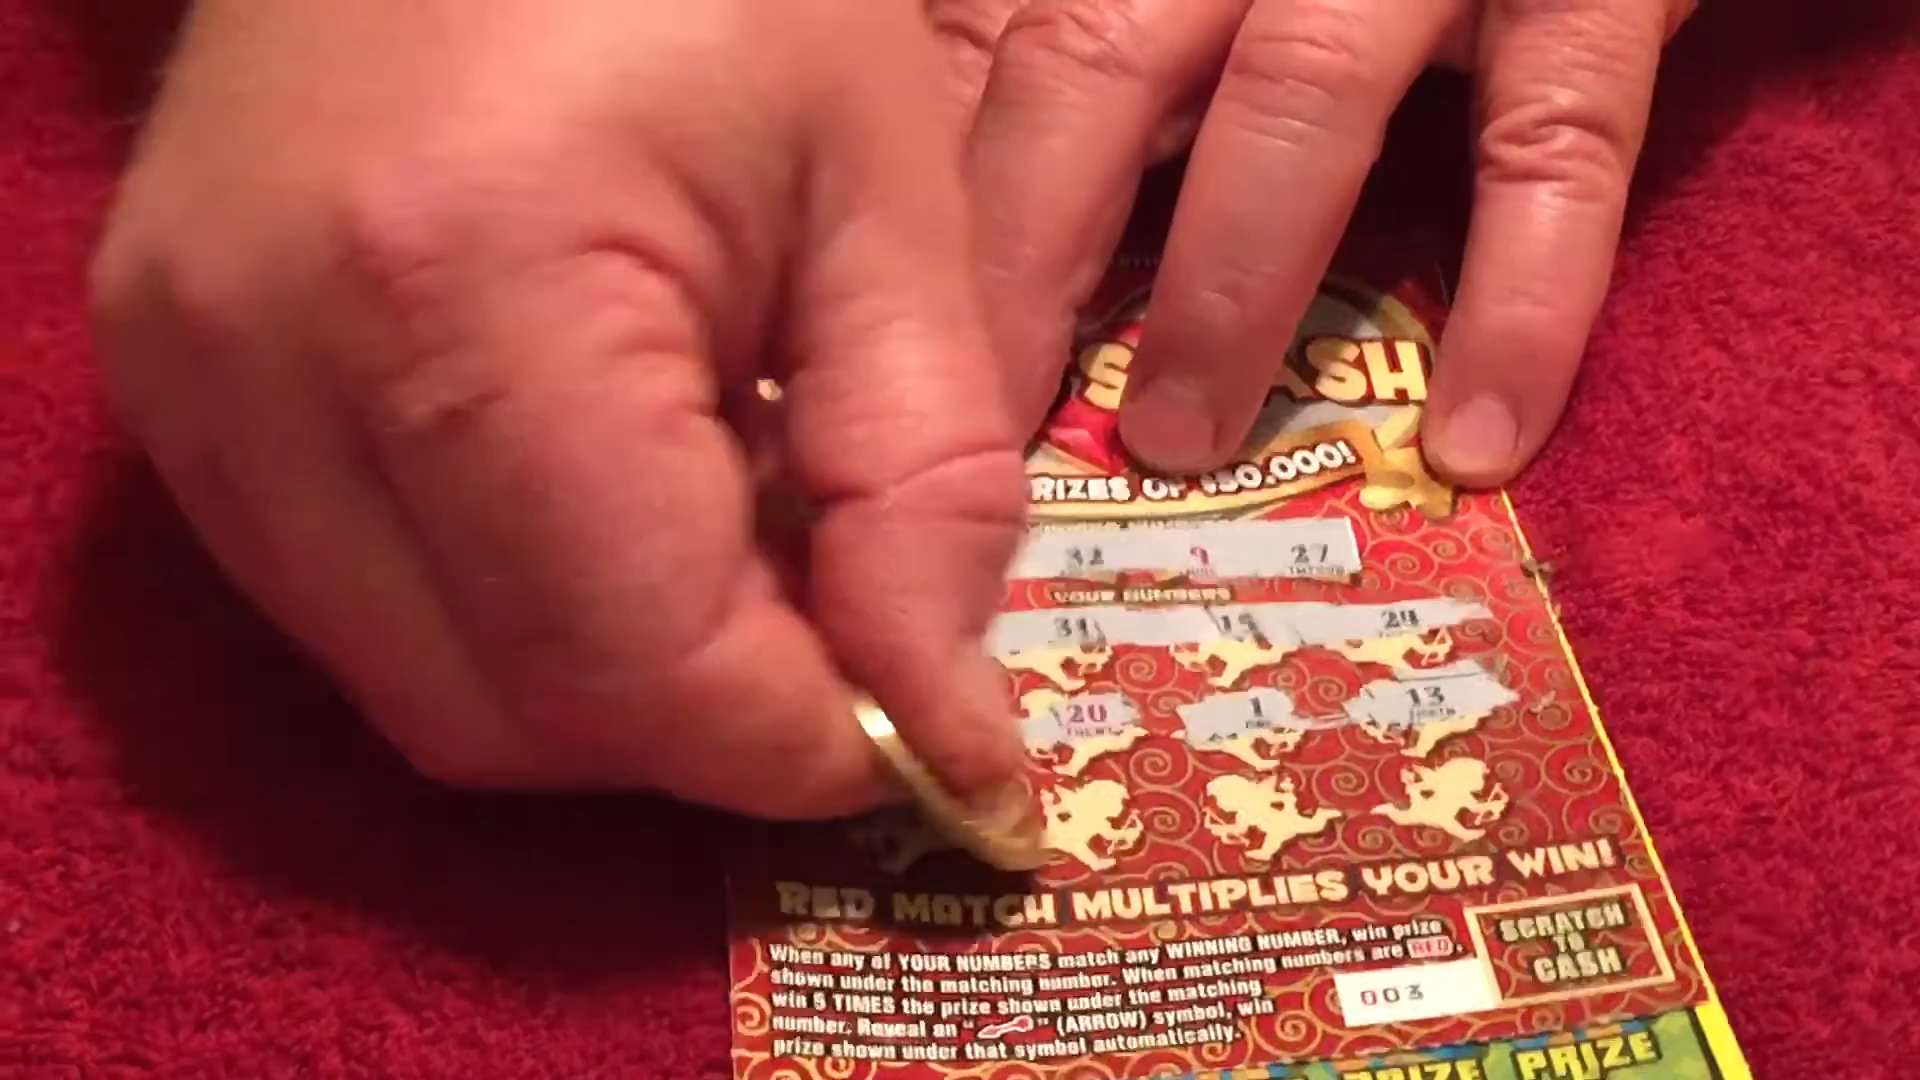 ASH
RIZES OF $50,000!
32 9 27
YOUR NUMBERS
31 15 24
20 1 13
RED MATCH MULTIPLIES YOUR WIN!
When any of YOUR NUMBERS match any WINNING NUMBER, win prize
shown under the matching number. When matching numbers are RED,
win 5 TIMES the prize shown under the matching
number. Reveal an " " (ARROW) symbol, win
prize shown under that symbol automatically.
003
SCRATCH
TO
CASH
PRIZE PRIZE